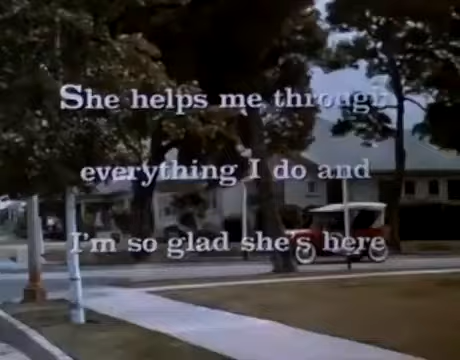 She helps me through
everything I do and
I'm so glad she's here